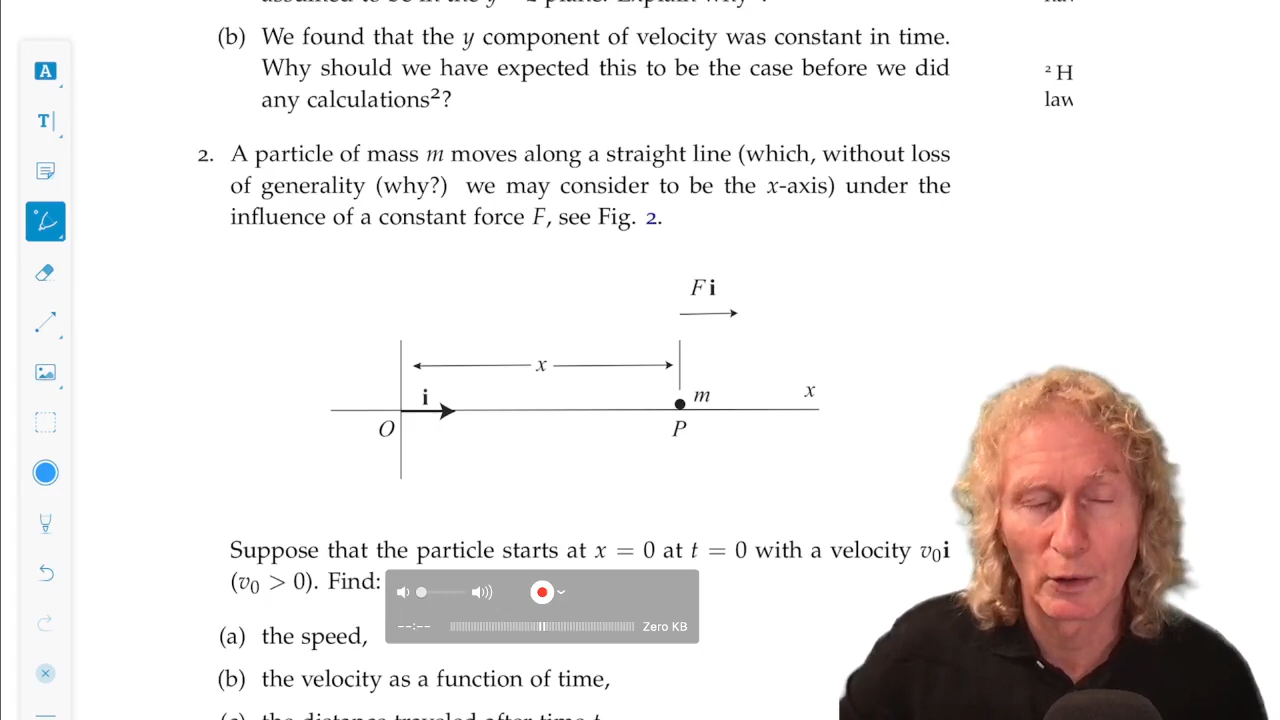 (b) We found that the y component of velocity was constant in time.
Why should we have expected this to be the case before we did
any calculations²?
² H
law
2. A particle of mass m moves along a straight line (which, without loss
of generality (why?) we may consider to be the x-axis) under the
influence of a constant force F, see Fig. 2.
F i
x
i
m
x
O
P
Suppose that the particle starts at x = 0 at t = 0 with a velocity v₀i
(v₀ > 0). Find:
--:-- Zero KB
(a) the speed,
(b) the velocity as a function of time,
A
T